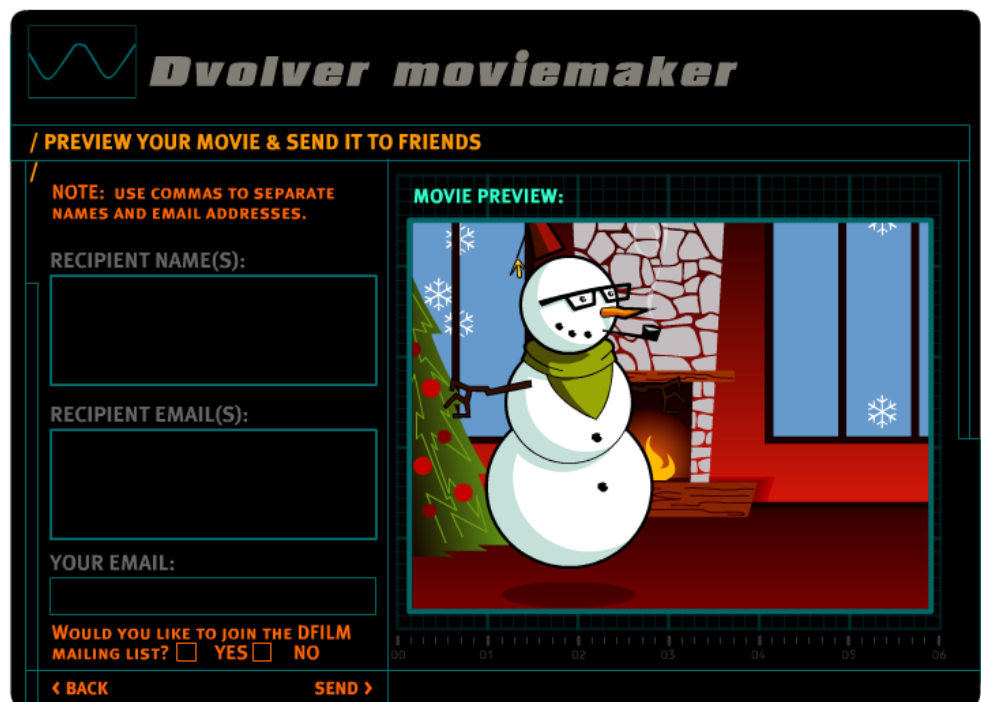 Dvolver moviemaker
/ PREVIEW YOUR MOVIE & SEND IT TO FRIENDS
/
NOTE: USE COMMAS TO SEPARATE
NAMES AND EMAIL ADDRESSES.
RECIPIENT NAME(S):
RECIPIENT EMAIL(S):
YOUR EMAIL:
WOULD YOU LIKE TO JOIN THE DFILM
MAILING LIST? YES NO
< BACK SEND >
MOVIE PREVIEW:
00 01 02 03 04 05 06